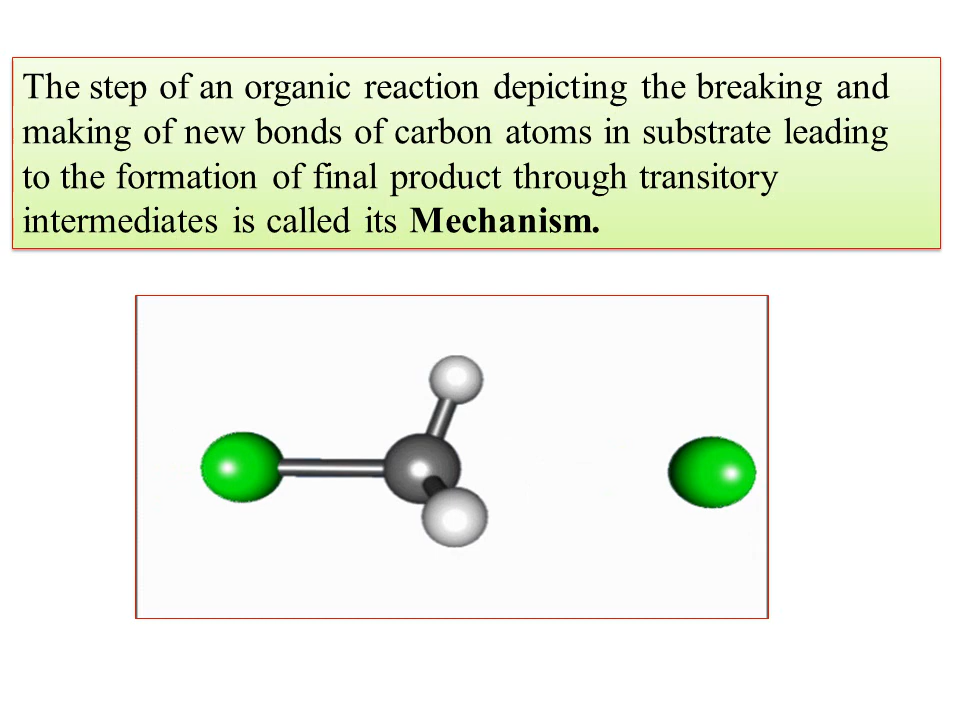 The step of an organic reaction depicting the breaking and
making of new bonds of carbon atoms in substrate leading
to the formation of final product through transitory
intermediates is called its Mechanism.